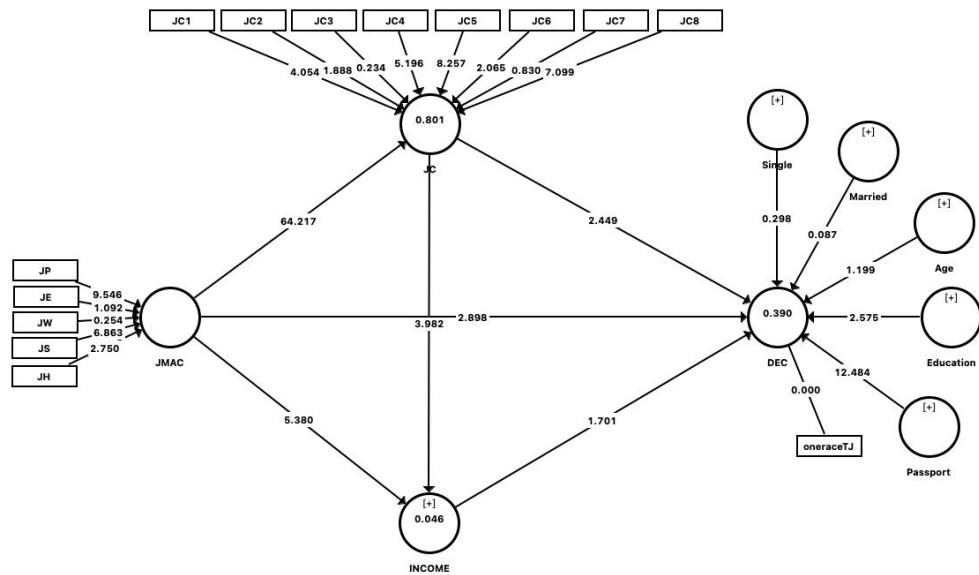 JC1
JC2
JC3
JC4
JC5
JC6
JC7
JC8
4.054
1.888
0.234
5.196
8.257
2.065
0.830
7.099
0.801
JC
[+]
Single
[+]
Married
0.298
0.087
[+]
Age
1.199
64.217
2.449
JP
JE
JW
JS
JH
9.546
1.092
0.254
6.863
2.750
JMAC
2.898
3.982
0.390
DEC
2.575
[+]
Education
12.484
0.000
[+]
Passport
oneraceTJ
5.380
1.701
[+]
0.046
INCOME